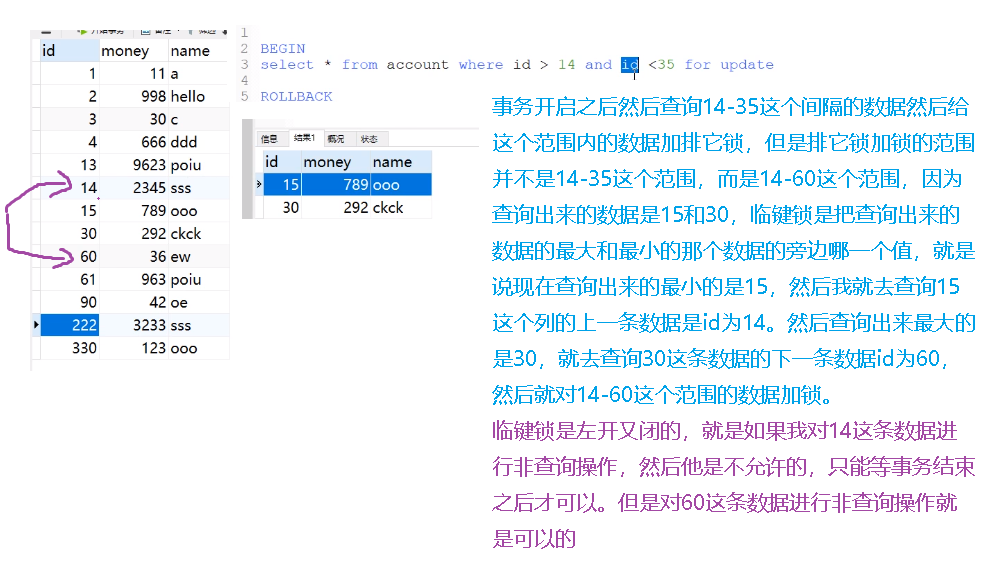 id money name
1 11 a
2 998 hello
3 30 c
4 666 ddd
13 9623 poiu
14 2345 sss
15 789 ooo
30 292 ckck
60 36 ew
61 963 poiu
90 42 oe
222 3233 sss
330 123 ooo
1
2 BEGIN
3 select * from account where id > 14 and id <35 for update
4
5 ROLLBACK
信息 结果1 概况 状态
id money name
15 789 ooo
30 292 ckck
事务开启之后然后查询14-35这个间隔的数据然后给
这个范围内的数据加排它锁，但是排它锁加锁的范围
并不是14-35这个范围，而是14-60这个范围，因为
查询出来的数据是15和30，临键锁是把查询出来的
数据的最大和最小的那个数据的旁边哪一个值，就是
说现在查询出来的最小的是15，然后我就去查询15
这个列的上一条数据是id为14。然后查询出来最大的
是30，就去查询30这条数据的下一条数据id为60，
然后就对14-60这个范围的数据加锁。
临键锁是左开又闭的，就是如果我对14这条数据进
行非查询操作，然后他是不允许的，只能等事务结束
之后才可以。但是对60这条数据进行非查询操作就
是可以的